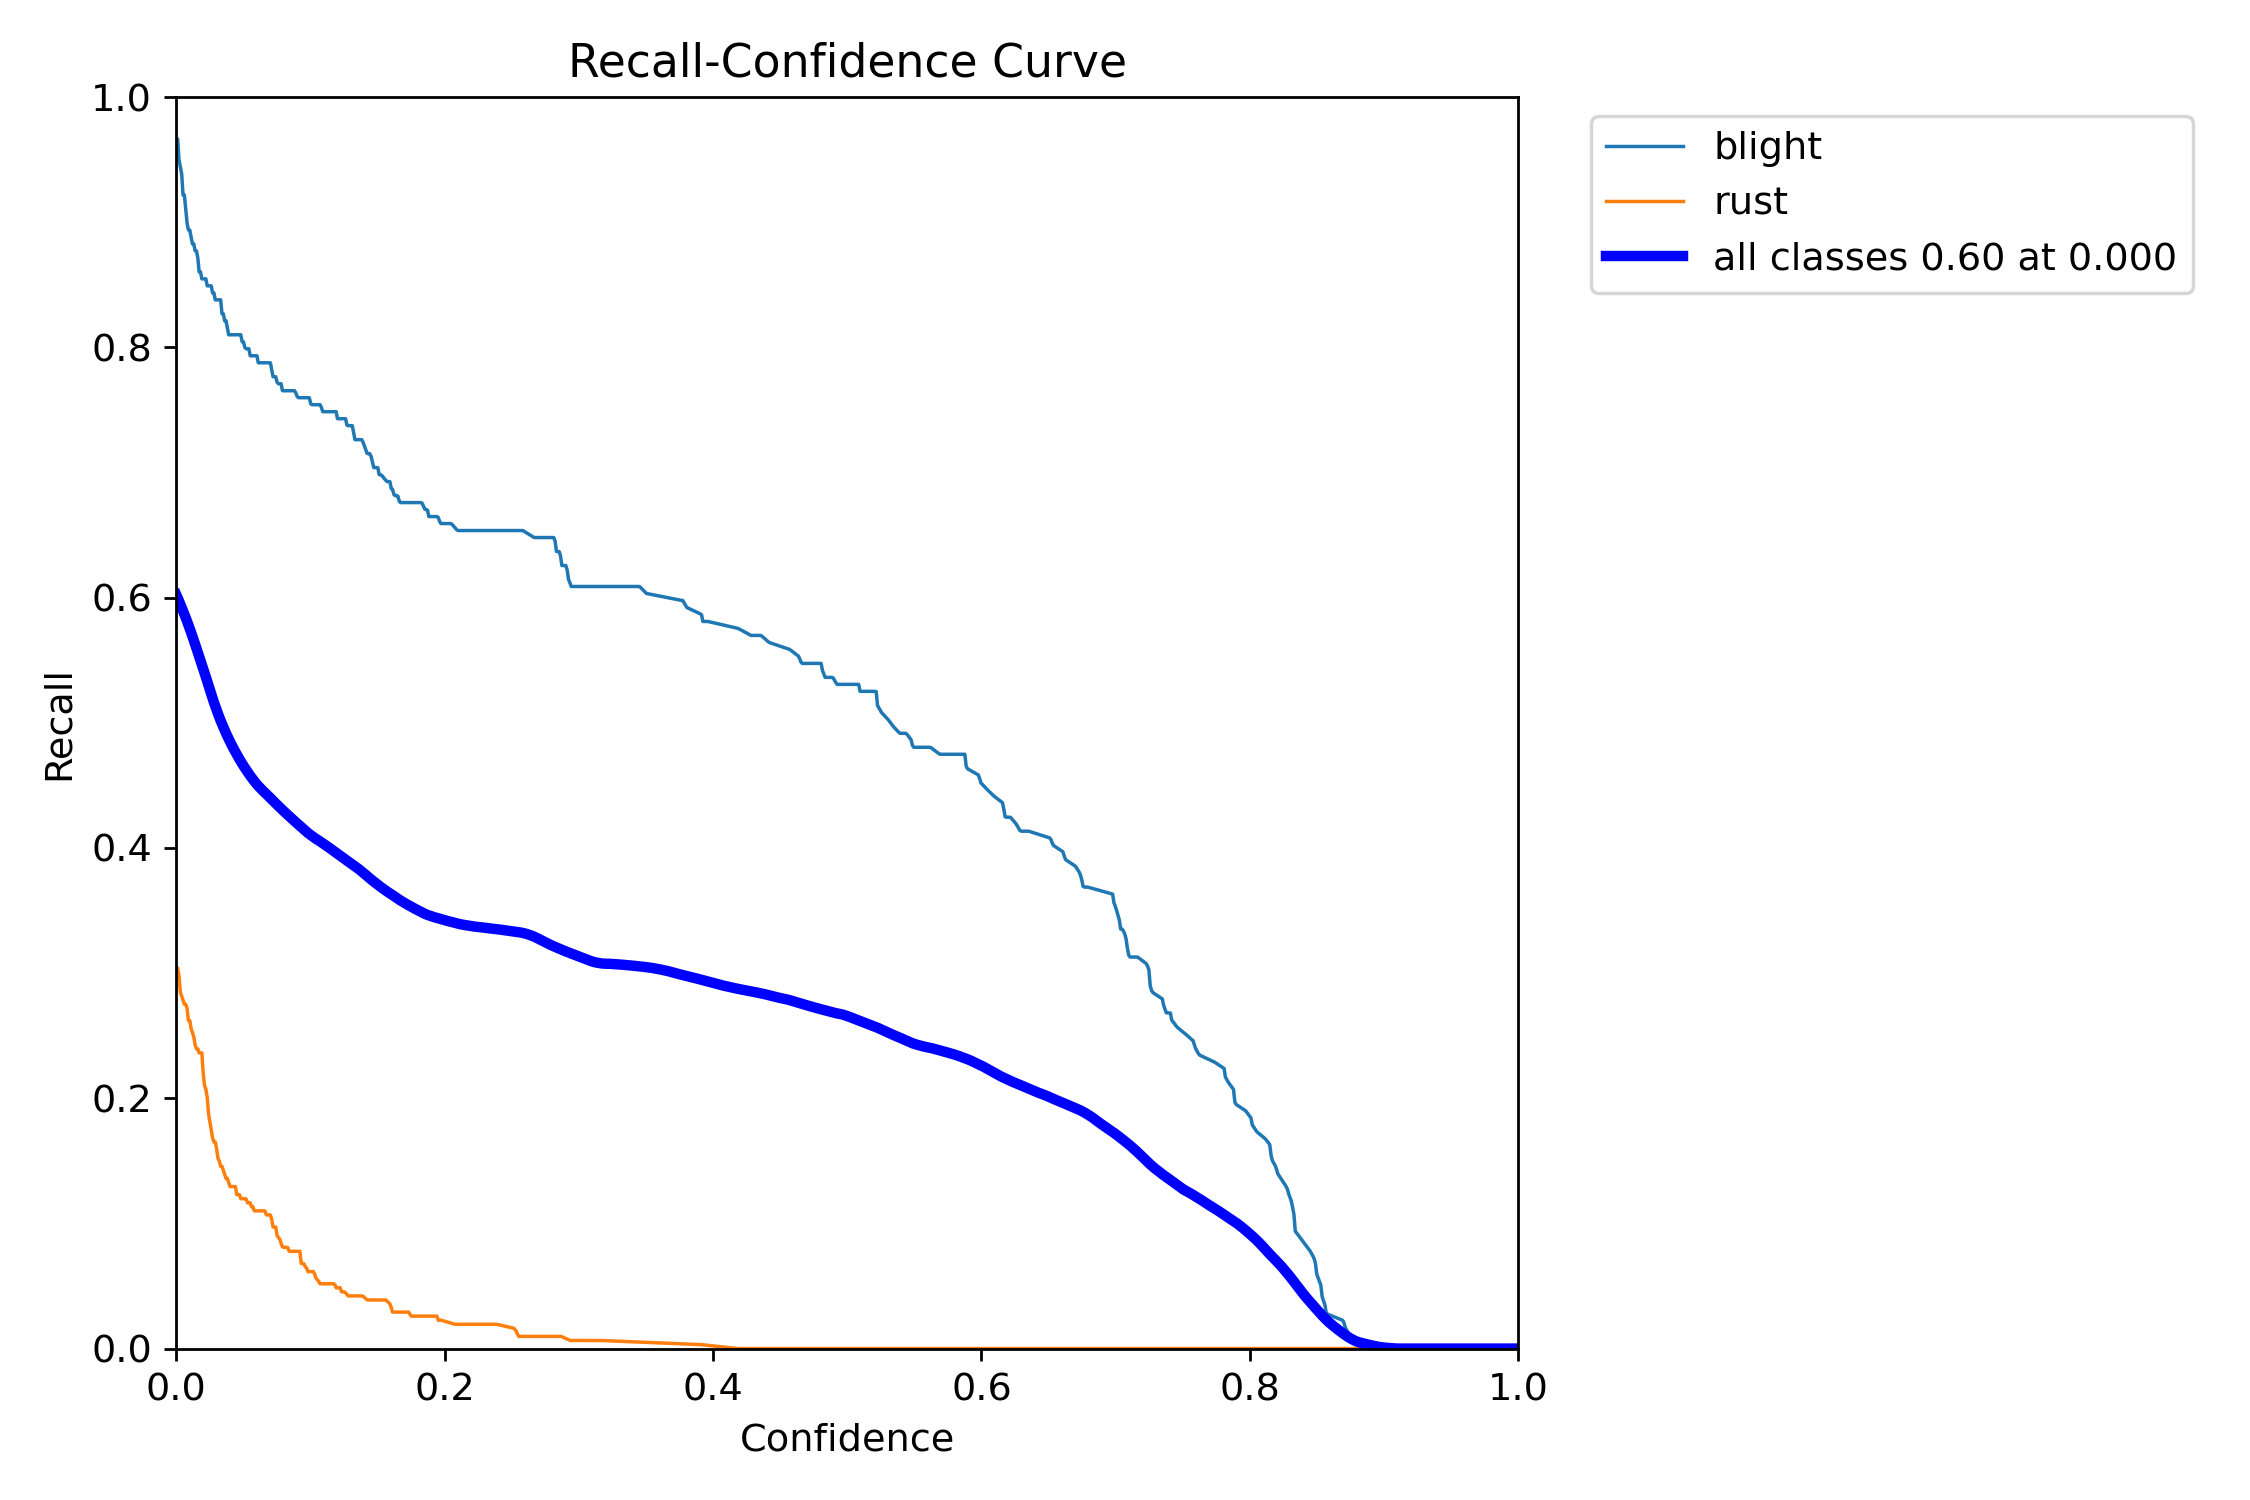 Recall-Confidence Curve
1.0
0.8
0.6
0.4
0.2
0.0
Recall
0.0 0.2 0.4 0.6 0.8 1.0
Confidence
blight
rust
all classes 0.60 at 0.000